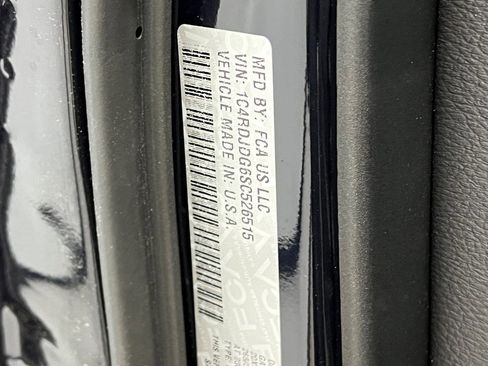 MFD BY: FCA US LLC
VIN: 1C4RDJDG6SC526515
VEHICLE MADE IN: U.S.A.